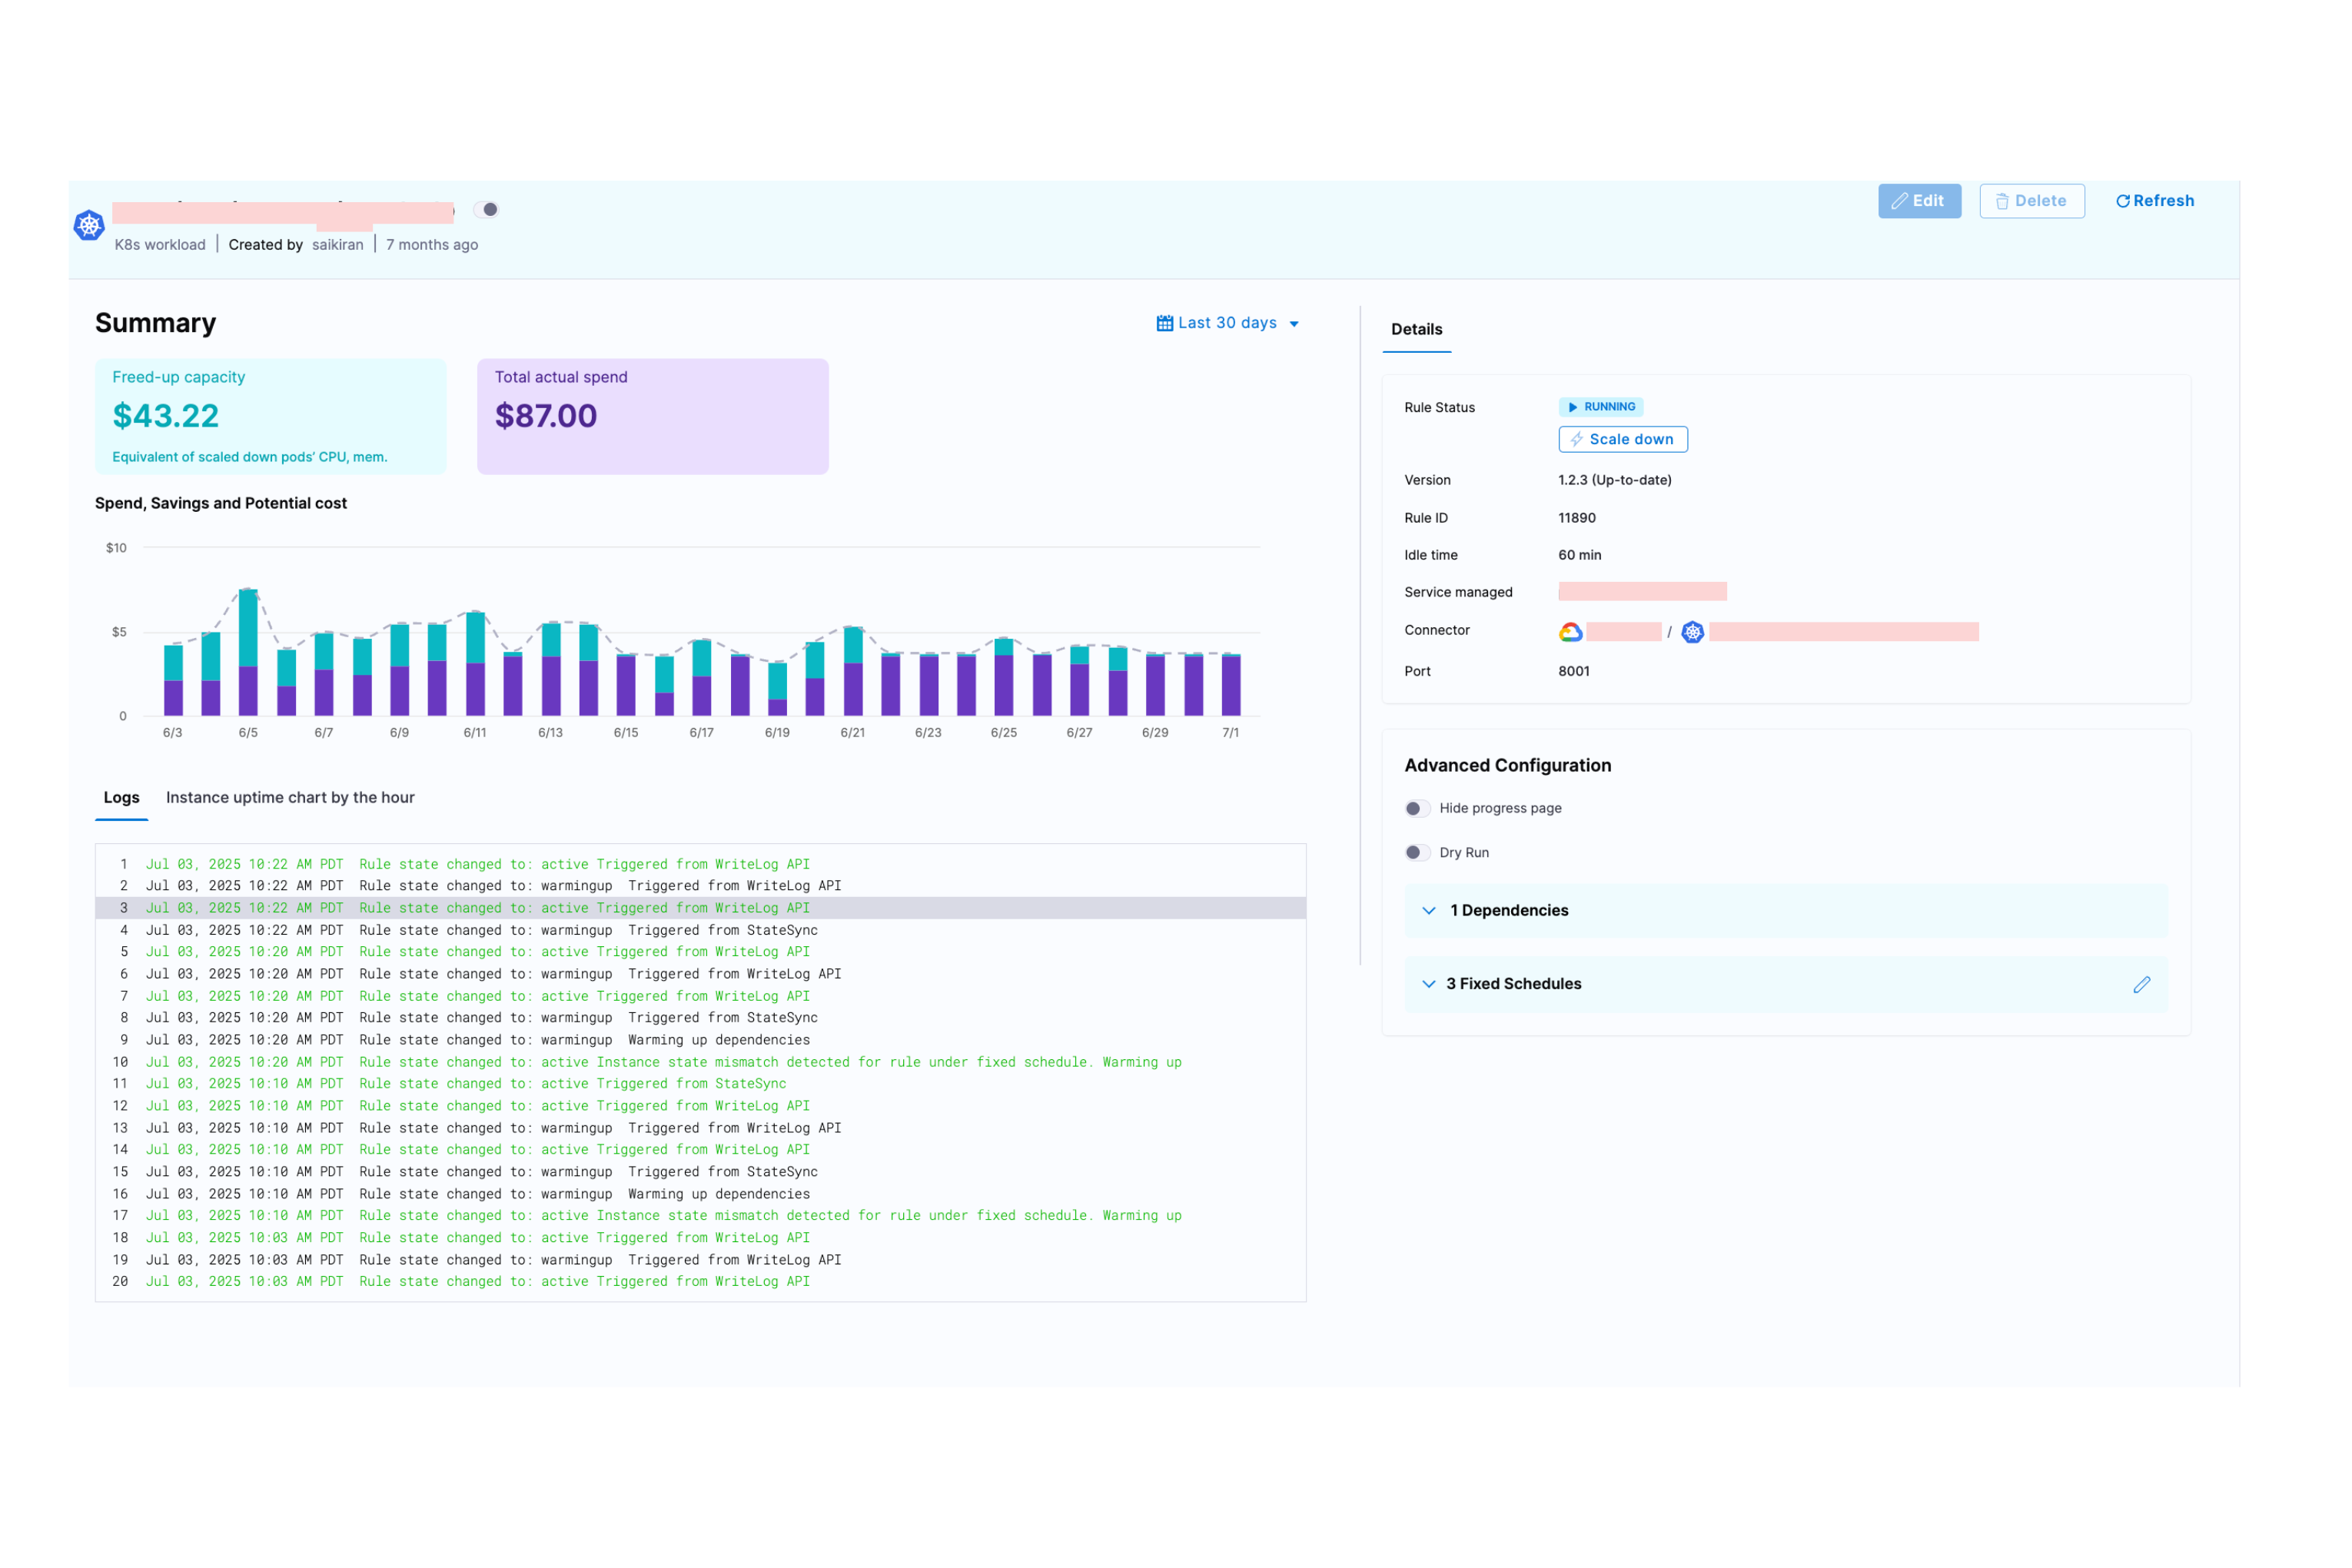 Edit
Delete
Refresh
K8s workload | Created by saikiran | 7 months ago
Summary
Last 30 days
Freed-up capacity
$43.22
Equivalent of scaled down pods' CPU, mem.
Total actual spend
$87.00
Spend, Savings and Potential cost
$10
$5
0
6/3 6/5 6/7 6/9 6/11 6/13 6/15 6/17 6/19 6/21 6/23 6/25 6/27 6/29 7/1
Logs Instance uptime chart by the hour
1 Jul 03, 2025 10:22 AM PDT Rule state changed to: active Triggered from WriteLog API
2 Jul 03, 2025 10:22 AM PDT Rule state changed to: warmingup Triggered from WriteLog API
3 Jul 03, 2025 10:22 AM PDT Rule state changed to: active Triggered from WriteLog API
4 Jul 03, 2025 10:22 AM PDT Rule state changed to: warmingup Triggered from StateSync
5 Jul 03, 2025 10:20 AM PDT Rule state changed to: active Triggered from WriteLog API
6 Jul 03, 2025 10:20 AM PDT Rule state changed to: warmingup Triggered from WriteLog API
7 Jul 03, 2025 10:20 AM PDT Rule state changed to: active Triggered from WriteLog API
8 Jul 03, 2025 10:20 AM PDT Rule state changed to: warmingup Triggered from StateSync
9 Jul 03, 2025 10:20 AM PDT Rule state changed to: warmingup Warming up dependencies
10 Jul 03, 2025 10:20 AM PDT Rule state changed to: active Instance state mismatch detected for rule under fixed schedule. Warming up
11 Jul 03, 2025 10:10 AM PDT Rule state changed to: active Triggered from StateSync
12 Jul 03, 2025 10:10 AM PDT Rule state changed to: active Triggered from WriteLog API
13 Jul 03, 2025 10:10 AM PDT Rule state changed to: warmingup Triggered from WriteLog API
14 Jul 03, 2025 10:10 AM PDT Rule state changed to: active Triggered from WriteLog API
15 Jul 03, 2025 10:10 AM PDT Rule state changed to: warmingup Triggered from StateSync
16 Jul 03, 2025 10:10 AM PDT Rule state changed to: warmingup Warming up dependencies
17 Jul 03, 2025 10:10 AM PDT Rule state changed to: active Instance state mismatch detected for rule under fixed schedule. Warming up
18 Jul 03, 2025 10:03 AM PDT Rule state changed to: active Triggered from WriteLog API
19 Jul 03, 2025 10:03 AM PDT Rule state changed to: warmingup Triggered from WriteLog API
20 Jul 03, 2025 10:03 AM PDT Rule state changed to: active Triggered from WriteLog API
Details
Rule Status RUNNING
Scale down
Version 1.2.3 (Up-to-date)
Rule ID 11890
Idle time 60 min
Service managed
Connector /
Port 8001
Advanced Configuration
Hide progress page
Dry Run
1 Dependencies
3 Fixed Schedules